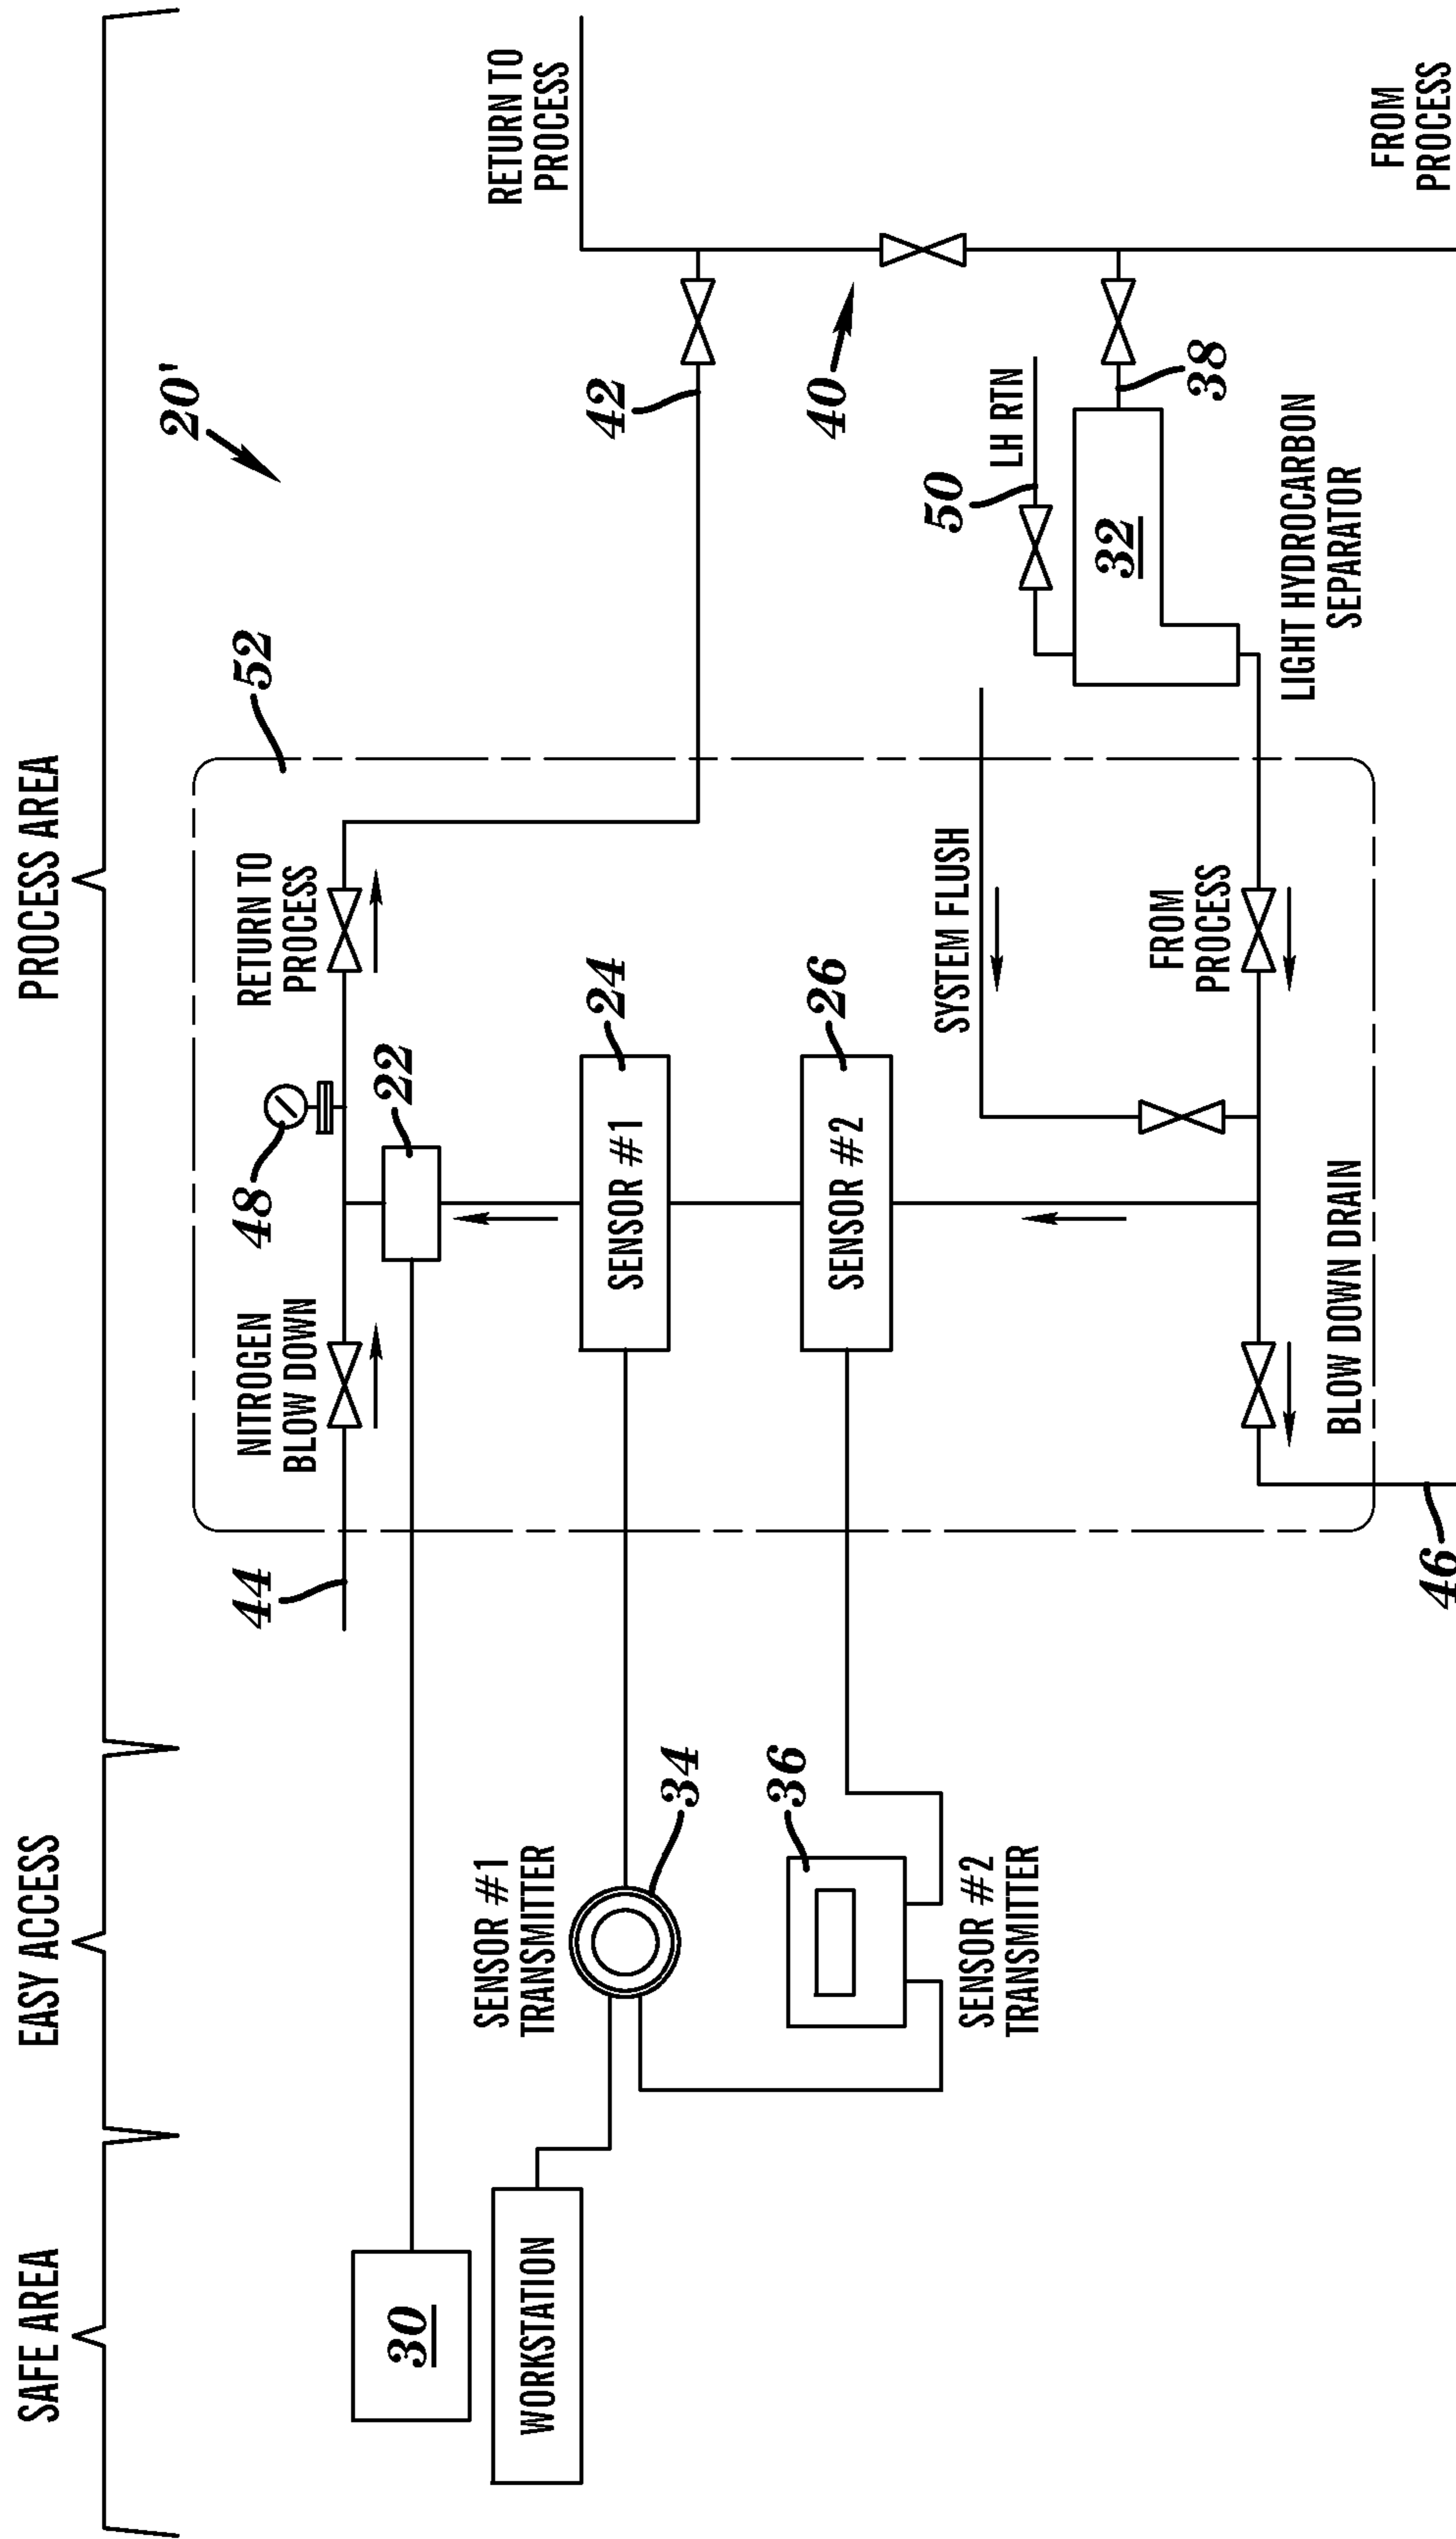 SAFE AREA
EASY ACCESS
PROCESS AREA
20'
52
44
NITROGEN
BLOW DOWN
48
RETURN TO
PROCESS
22
30
WORKSTATION
SENSOR #1
TRANSMITTER
34
SENSOR #1
24
42
RETURN TO
PROCESS
36
SENSOR #2
TRANSMITTER
SENSOR #2
26
40
SYSTEM FLUSH
50
LH RTN
32
38
FROM
PROCESS
LIGHT HYDROCARBON
SEPARATOR
BLOW DOWN DRAIN
46
FROM
PROCESS